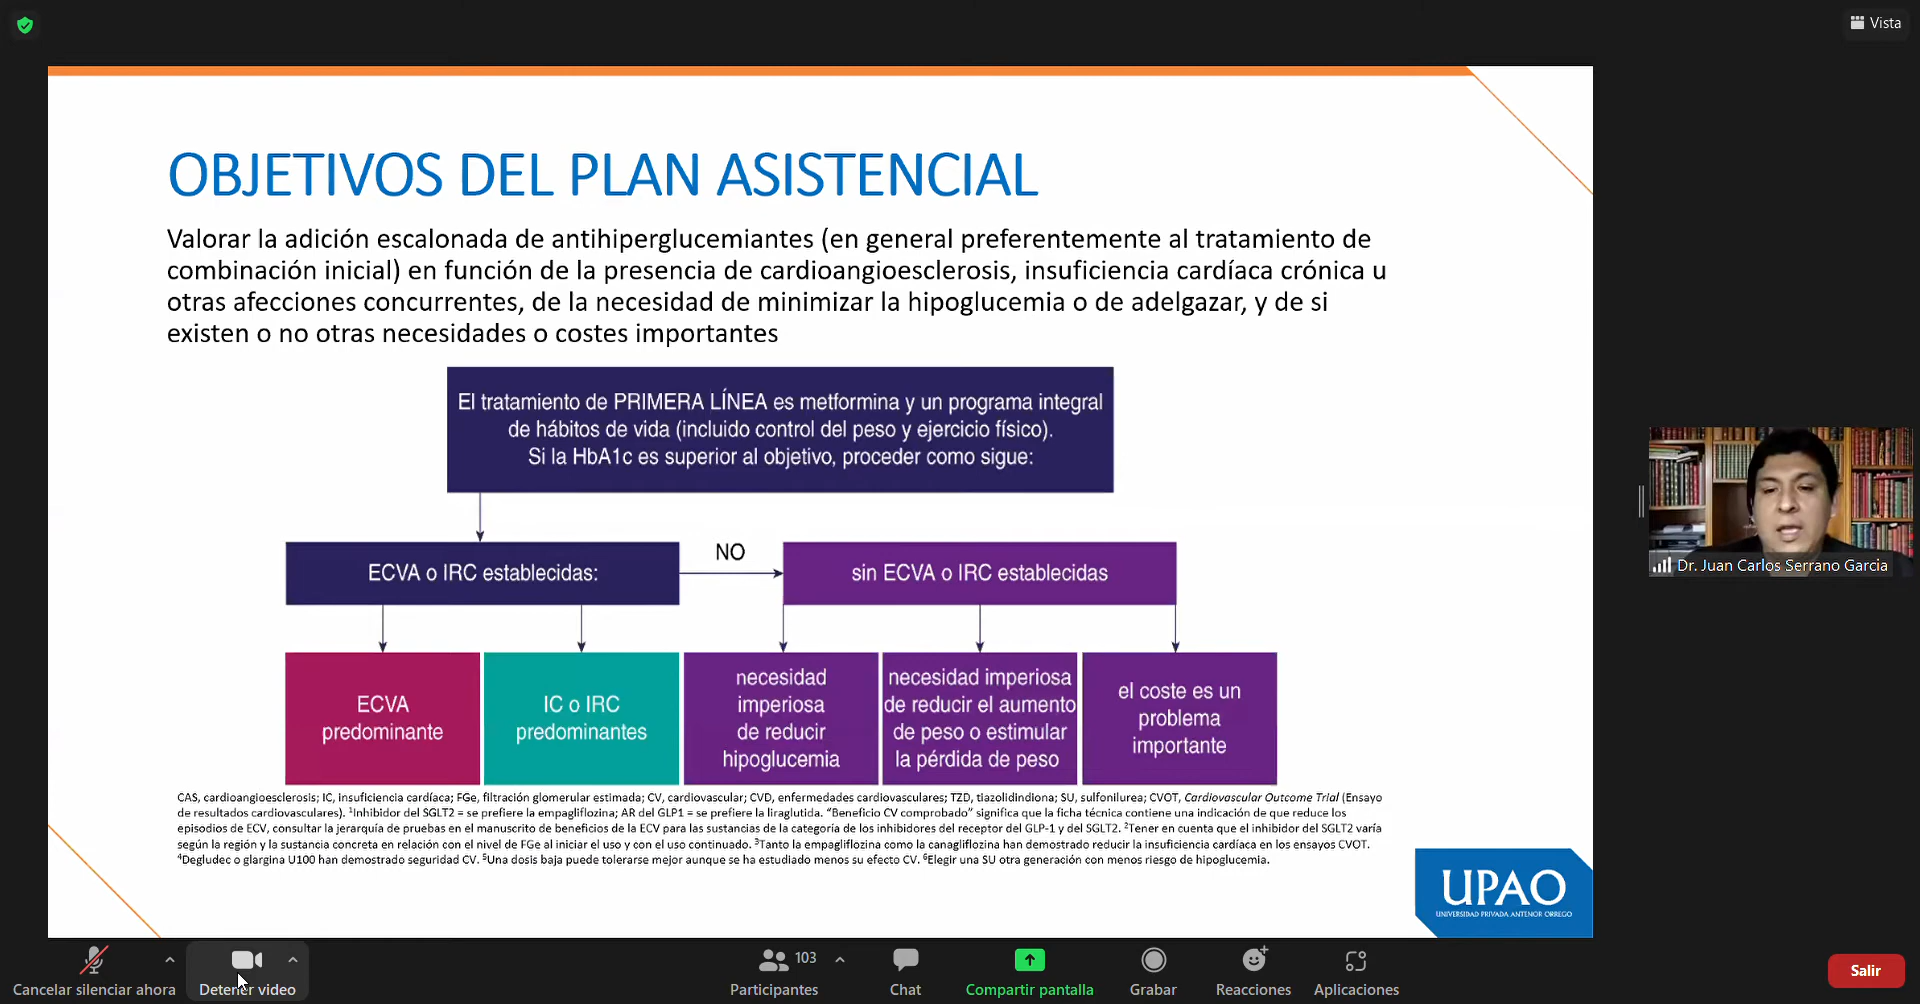 Vista
OBJETIVOS DEL PLAN ASISTENCIAL
Valorar la adición escalonada de antihiperglucemiantes (en general preferentemente al tratamiento de
combinación inicial) en función de la presencia de cardioangioesclerosis, insuficiencia cardíaca crónica u
otras afecciones concurrentes, de la necesidad de minimizar la hipoglucemia o de adelgazar, y de si
existen o no otras necesidades o costes importantes
El tratamiento de PRIMERA LÍNEA es metformina y un programa integral
de hábitos de vida (incluido control del peso y ejercicio físico).
Si la HbA1c es superior al objetivo, proceder como sigue:
ECVA o IRC establecidas:
NO
sin ECVA o IRC establecidas
ECVA
predominante
IC o IRC
predominantes
necesidad
imperiosa
de reducir
hipoglucemia
necesidad imperiosa
de reducir el aumento
de peso o estimular
la pérdida de peso
el coste es un
problema
importante
CAS, cardioangioesclerosis; IC, insuficiencia cardíaca; FGe, filtración glomerular estimada; CV, cardiovascular; CVD, enfermedades cardiovasculares; TZD, tiazolidindiona; SU, sulfonilurea; CVOT, Cardiovascular Outcome Trial (Ensayo
de resultados cardiovasculares). ¹Inhibidor del SGLT2 = se prefiere la empagliflozina; AR del GLP1 = se prefiere la liraglutida. "Beneficio CV comprobado" significa que la ficha técnica contiene una indicación de que reduce los
episodios de ECV, consultar la jerarquía de pruebas en el manuscrito de beneficios de la ECV para las sustancias de la categoría de los inhibidores del receptor del GLP-1 y del SGLT2. ²Tener en cuenta que el inhibidor del SGLT2 varía
según la región y la sustancia concreta en relación con el nivel de FGe al iniciar el uso y con el uso continuado. ³Tanto la empagliflozina como la canagliflozina han demostrado reducir la insuficiencia cardíaca en los ensayos CVOT.
⁴Degludec o glargina U100 han demostrado seguridad CV. ⁵Una dosis baja puede tolerarse mejor aunque se ha estudiado menos su efecto CV. ⁶Elegir una SU otra generación con menos riesgo de hipoglucemia.
UPAO
UNIVERSIDAD PRIVADA ANTENOR ORREGO
Dr. Juan Carlos Serrano Garcia
Cancelar silenciar ahora
Detener video
103
Participantes
Chat
Compartir pantalla
Grabar
Reacciones
Aplicaciones
Salir